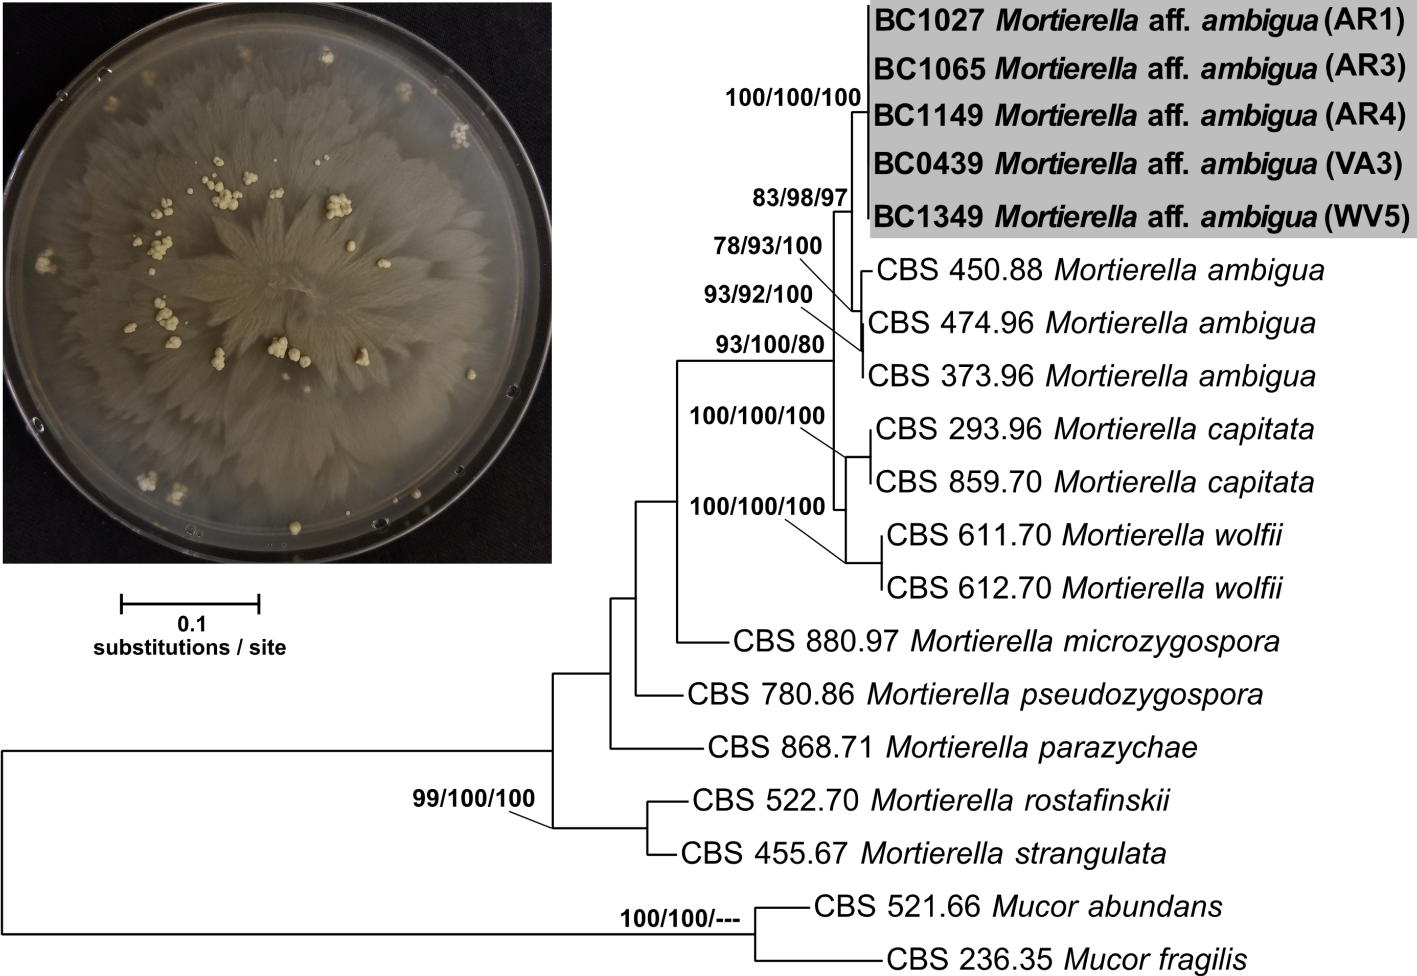 BC1027 Mortierella aff. ambigua (AR1)
BC1065 Mortierella aff. ambigua (AR3)
100/100/100
BC1149 Mortierella aff. ambigua (AR4)
BC0439 Mortierella aff. ambigua (VA3)
83/98/97
BC1349 Mortierella aff. ambigua (WV5)
78/93/100
CBS 450.88 Mortierella ambigua
93/92/100
CBS 474.96 Mortierella ambigua
93/100/80
CBS 373.96 Mortierella ambigua
100/100/100
CBS 293.96 Mortierella capitata
CBS 859.70 Mortierella capitata
100/100/100
CBS 611.70 Mortierella wolfii
CBS 612.70 Mortierella wolfii
0.1
substitutions / site
CBS 880.97 Mortierella microzygospora
CBS 780.86 Mortierella pseudozygospora
CBS 868.71 Mortierella parazychae
99/100/100
CBS 522.70 Mortierella rostafinskii
CBS 455.67 Mortierella strangulata
CBS 521.66 Mucor abundans
100/100/---
CBS 236.35 Mucor fragilis